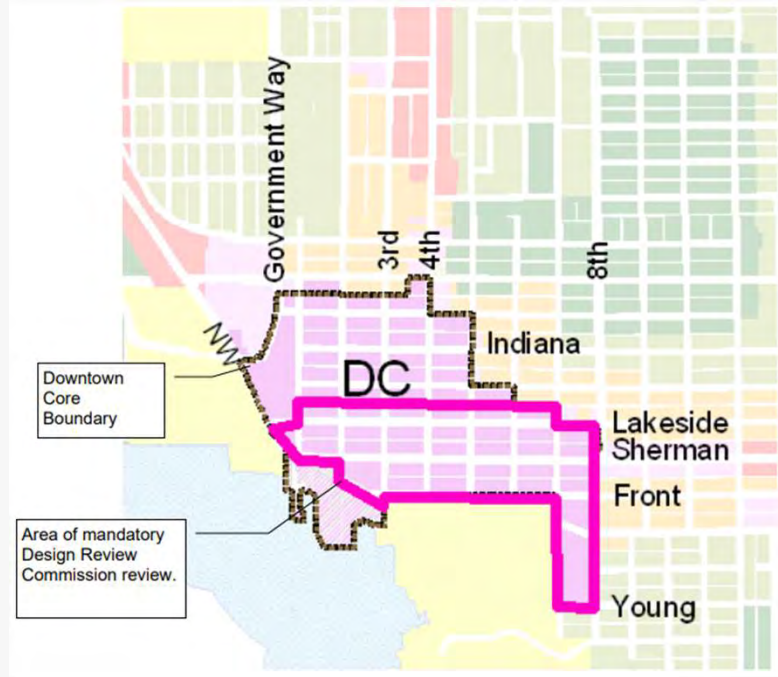 Government Way
3rd
4th
8th
NW
Indiana
DC
Downtown
Core
Boundary
Lakeside
Sherman
Front
Area of mandatory
Design Review
Commission review.
Young